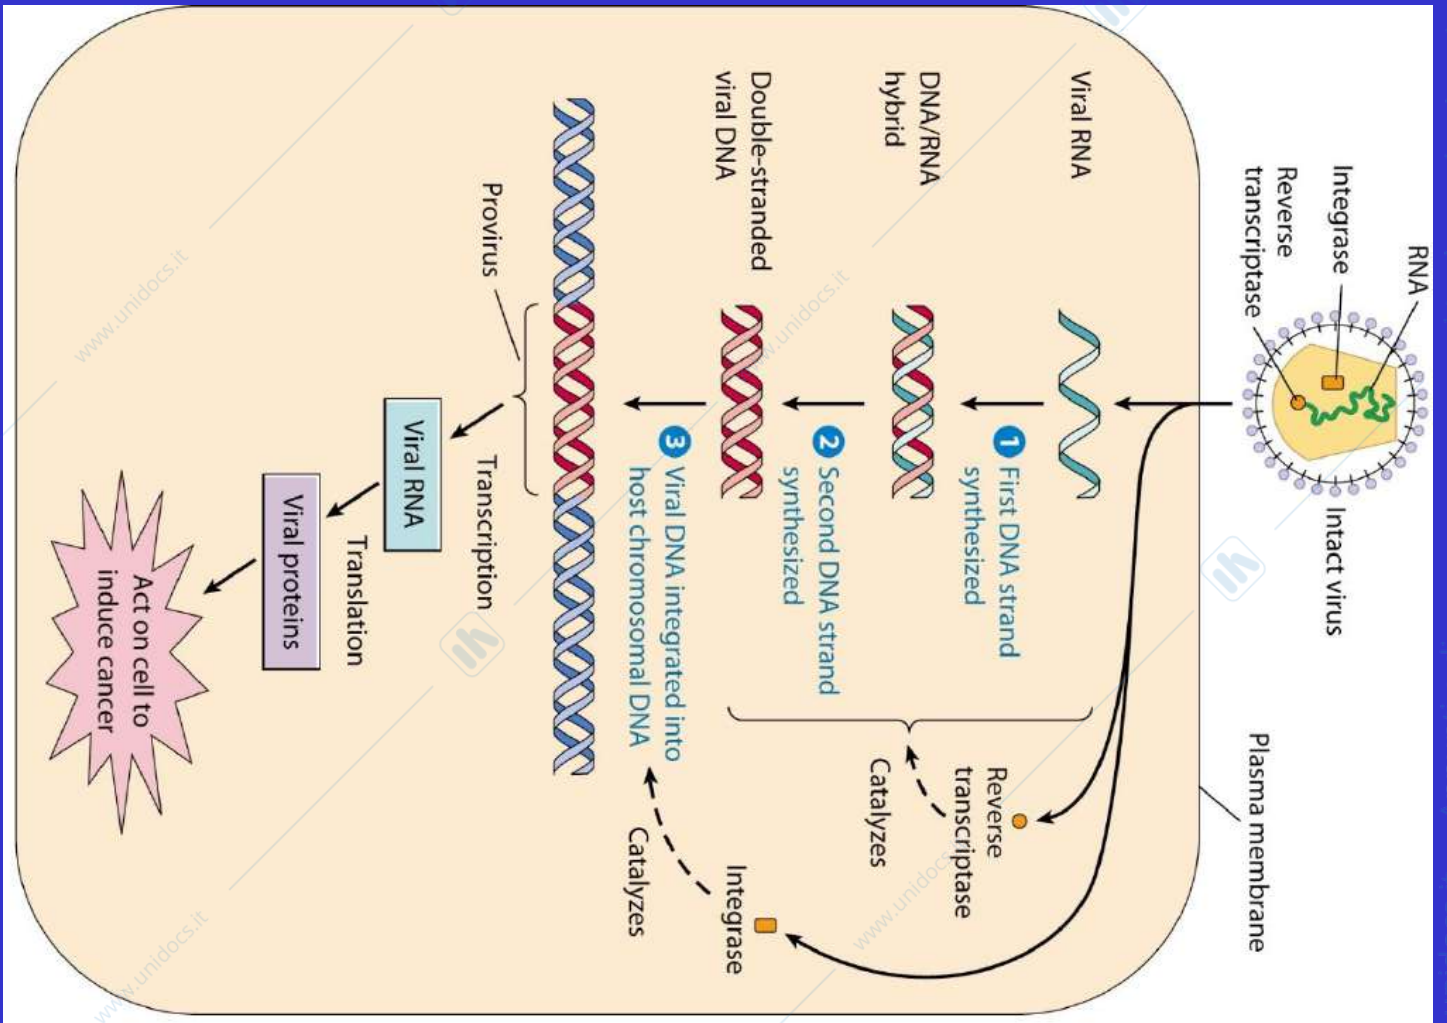 RNA
Integrase
Reverse
transcriptase
Intact virus
Plasma membrane
Viral RNA
1 First DNA strand
synthesized
DNA/RNA
hybrid
Reverse
transcriptase
Catalyzes
2 Second DNA strand
synthesized
Double-stranded
viral DNA
Integrase
Catalyzes
3 Viral DNA integrated into
host chromosomal DNA
Provirus
Transcription
Viral RNA
Translation
Viral proteins
Act on cell to
induce cancer
www.unidocs.it
www.unidocs.it
www.unidocs.it
www.unidocs.it